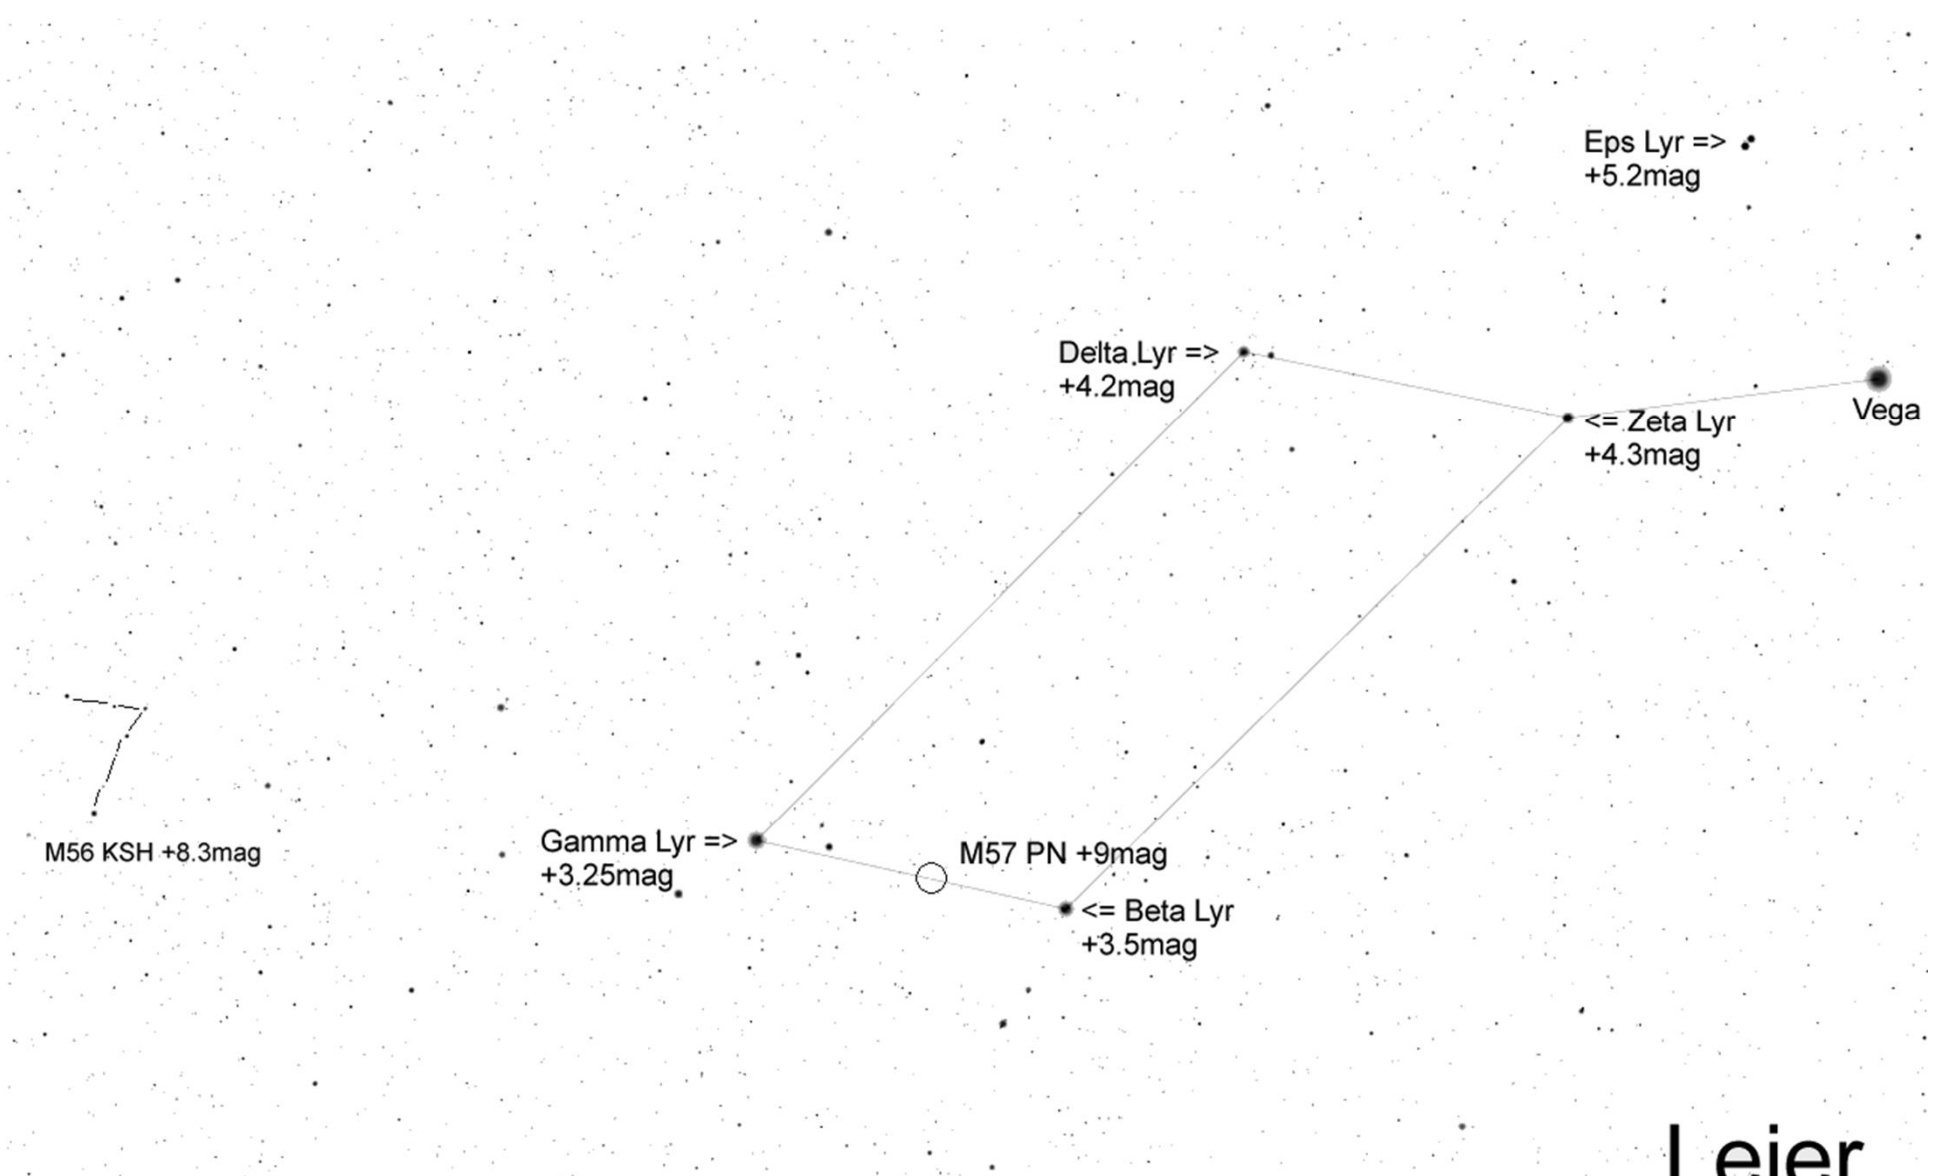 Eps Lyr =>
+5.2mag
Delta Lyr =>
+4.2mag
Vega
<= Zeta Lyr
+4.3mag
Gamma Lyr =>
+3.25mag
M57 PN +9mag
M56 KSH +8.3mag
<= Beta Lyr
+3.5mag
Leier